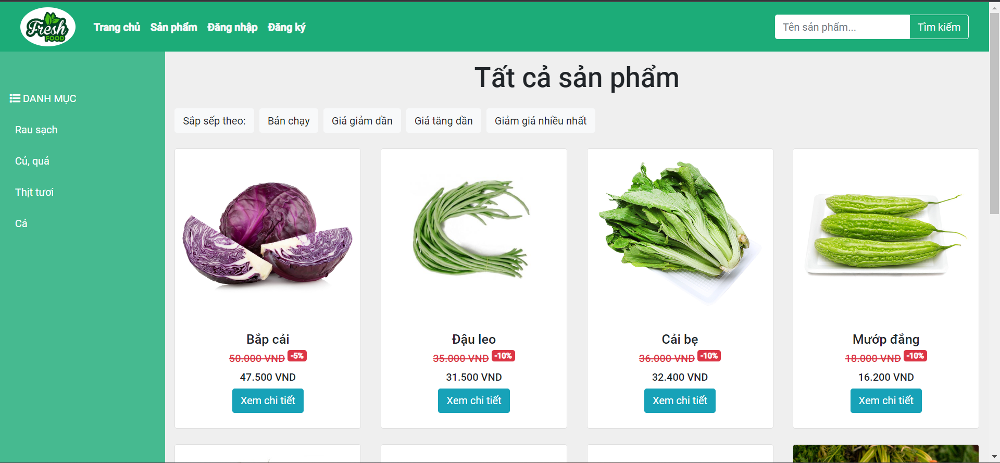 Fresh
FOOD
Trang chủ Sản phẩm Đăng nhập Đăng ký
Tên sản phẩm... Tìm kiếm
DANH MỤC
Rau sạch
Củ, quả
Thịt tươi
Cá
Tất cả sản phẩm
Sắp sếp theo: Bán chạy Giá giảm dần Giá tăng dần Giảm giá nhiều nhất
Bắp cải
50.000 VND -5%
47.500 VND
Xem chi tiết
Đậu leo
35.000 VND -10%
31.500 VND
Xem chi tiết
Cải bẹ
36.000 VND -10%
32.400 VND
Xem chi tiết
Mướp đắng
18.000 VND -10%
16.200 VND
Xem chi tiết